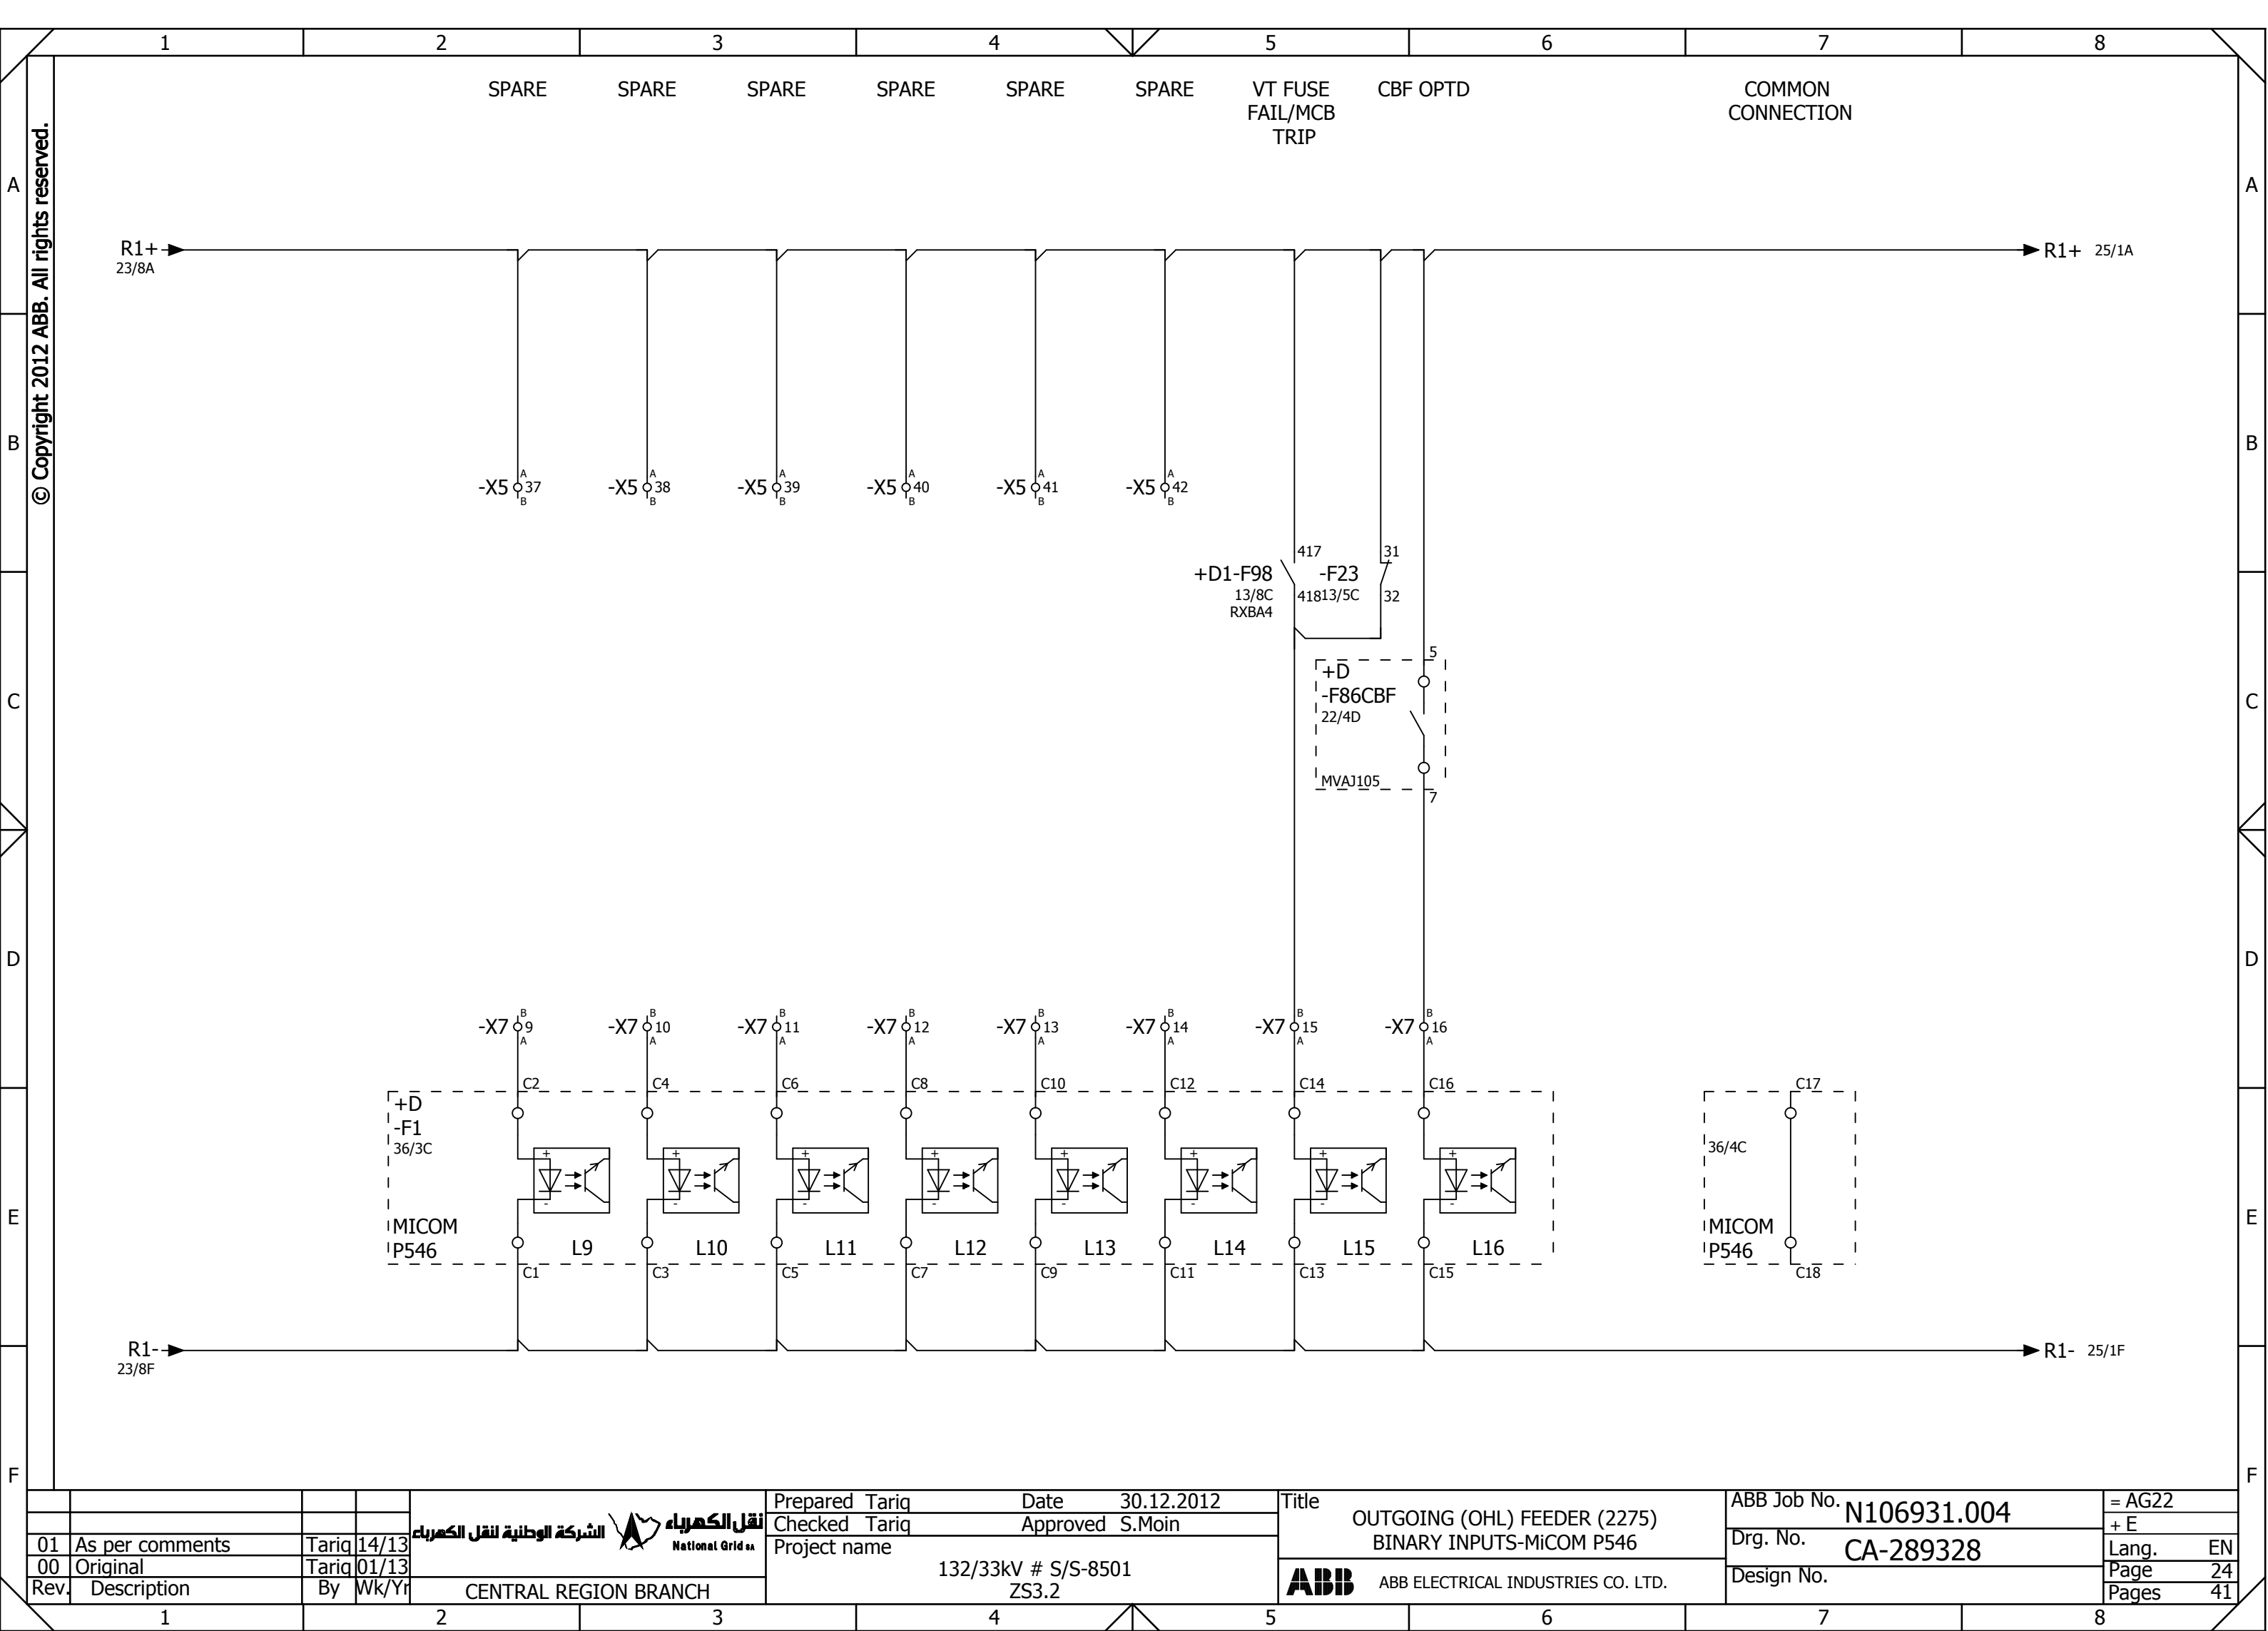 1 2 3 4 5 6 7 8
© Copyright 2012 ABB. All rights reserved.
SPARE SPARE SPARE SPARE SPARE SPARE VT FUSE FAIL/MCB TRIP CBF OPTD COMMON CONNECTION
A A
R1+ R1+ 25/1A
23/8A
B B
A A A A A A
-X5 37 -X5 38 -X5 39 -X5 40 -X5 41 -X5 42
B B B B B B
417 31
+D1-F98 -F23
13/8C 418 13/5C 32
RXBA4
5
+D
-F86CBF
22/4D
C C
MVAJ105
7
D D
B B B B B B B B
-X7 9 -X7 10 -X7 11 -X7 12 -X7 13 -X7 14 -X7 15 -X7 16
A A A A A A A A
C2 C4 C6 C8 C10 C12 C14 C16 C17
+D
-F1
36/3C 36/4C
+ + + + + + + +
- - - - - - - -
E E
MICOM MICOM
P546 L9 L10 L11 L12 L13 L14 L15 L16 P546
C1 C3 C5 C7 C9 C11 C13 C15 C18
R1- R1- 25/1F
23/8F
F F
01 As per comments Tariq 14/13
00 Original Tariq 01/13
Rev. Description By Wk/Yr
الشركة الوطنية لنقل الكهرباء
نقل الكهرباء
National Grid SA
CENTRAL REGION BRANCH
Prepared Tariq Date 30.12.2012
Checked Tariq Approved S.Moin
Project name
132/33kV # S/S-8501
ZS3.2
Title
OUTGOING (OHL) FEEDER (2275)
BINARY INPUTS-MiCOM P546
ABB ABB ELECTRICAL INDUSTRIES CO. LTD.
ABB Job No. N106931.004
Drg. No. CA-289328
Design No.
= AG22
+ E
Lang. EN
Page 24
Pages 41
1 2 3 4 5 6 7 8